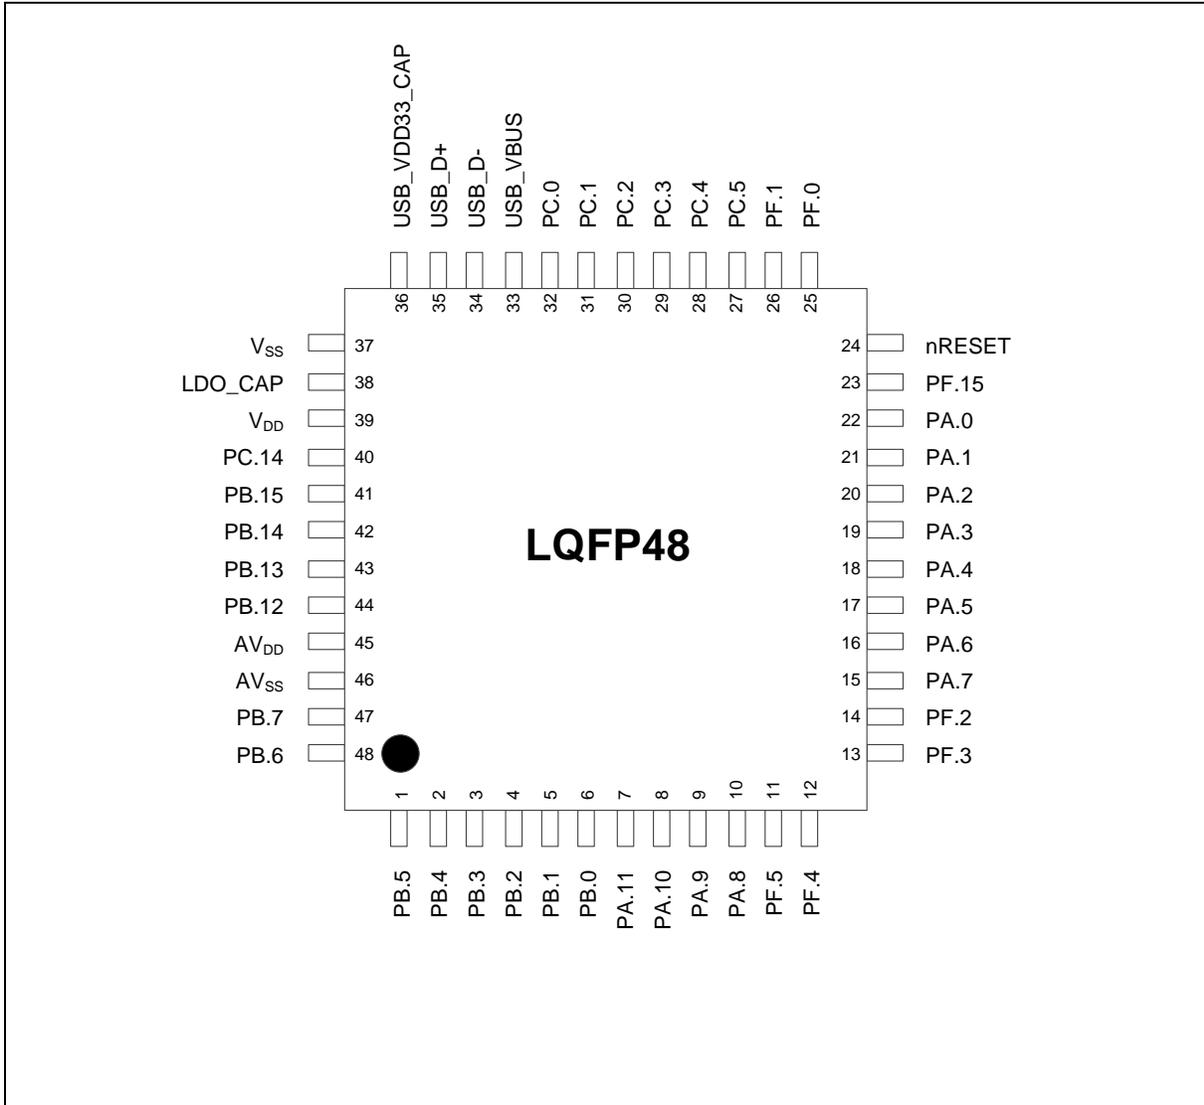 USB_VDD33_CAP
USB_D+
USB_D-
USB_VBUS
PC.0
PC.1
PC.2
PC.3
PC.4
PC.5
PF.1
PF.0
36
35
34
33
32
31
30
29
28
27
26
25
VSS 37 24 nRESET
LDO_CAP 38 23 PF.15
VDD 39 22 PA.0
PC.14 40 21 PA.1
PB.15 41 20 PA.2
PB.14 42 19 PA.3
LQFP48
PB.13 43 18 PA.4
PB.12 44 17 PA.5
AVDD 45 16 PA.6
AVSS 46 15 PA.7
PB.7 47 14 PF.2
PB.6 48 13 PF.3
1
2
3
4
5
6
7
8
9
10
11
12
PB.5
PB.4
PB.3
PB.2
PB.1
PB.0
PA.11
PA.10
PA.9
PA.8
PF.5
PF.4